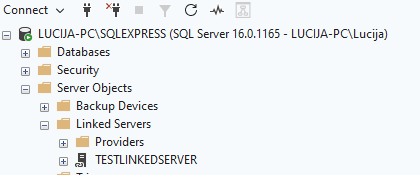 Connect
LUCIJA-PC\SQLEXPRESS (SQL Server 16.0.1165 - LUCIJA-PC\Lucija)
Databases
Security
Server Objects
Backup Devices
Linked Servers
Providers
TESTLINKEDSERVER